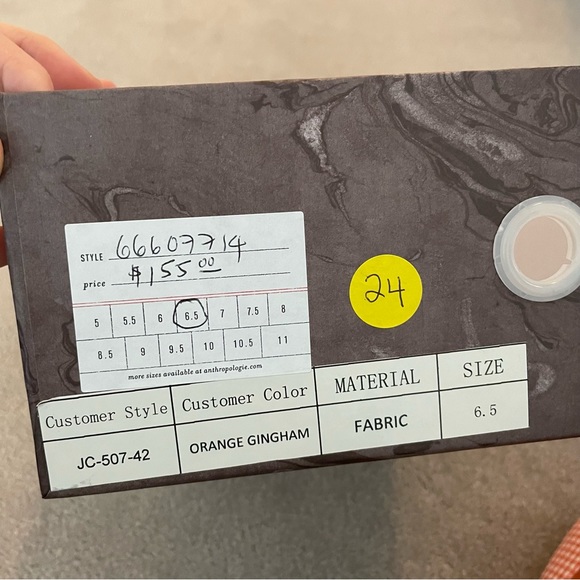 STYLE 66607714
price $155.00
5 5.5 6 6.5 7 7.5 8
8.5 9 9.5 10 10.5 11
more sizes available at anthropologie.com
24
Customer Style Customer Color MATERIAL SIZE
JC-507-42 ORANGE GINGHAM FABRIC 6.5